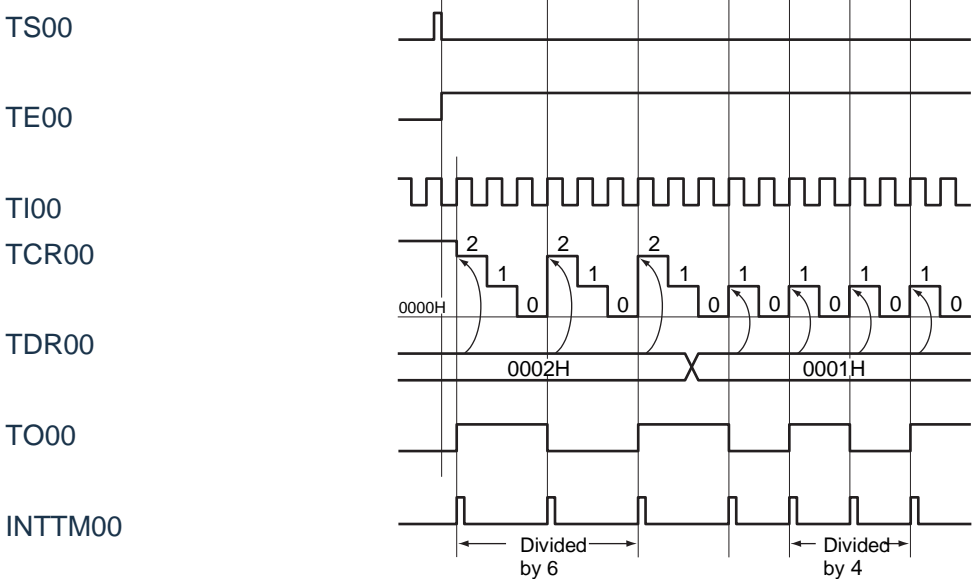 TS00
TE00
TI00
TCR00
2 2 2
1 1 1 1 1 1 1
0000H 0 0 0 0 0 0 0
TDR00
0002H 0001H
TO00
INTTM00
Divided by 6
Divided by 4